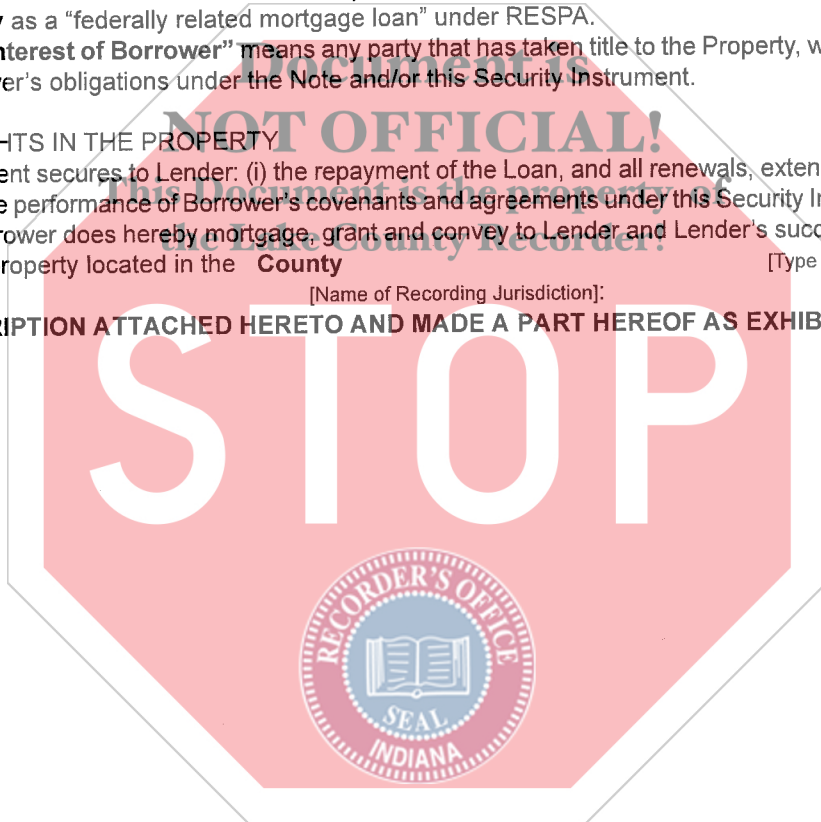 y as a “federally related mortgage loan” under RESPA.
nterest of Borrower” means any party that has taken title to the Property, w
er’s obligations under the Note and/or this Security Instrument.
Document is
NOT OFFICIAL!
This Document is the property of
the Lake County Recorder!
HTS IN THE PROPERTY
ent secures to Lender: (i) the repayment of the Loan, and all renewals, exten
e performance of Borrower’s covenants and agreements under this Security In
rower does hereby mortgage, grant and convey to Lender and Lender’s succ
roperty located in the County [Type
[Name of Recording Jurisdiction]:
RIPTION ATTACHED HERETO AND MADE A PART HEREOF AS EXHIB
STOP
RECORDER’S OFFICE
SEAL
INDIANA